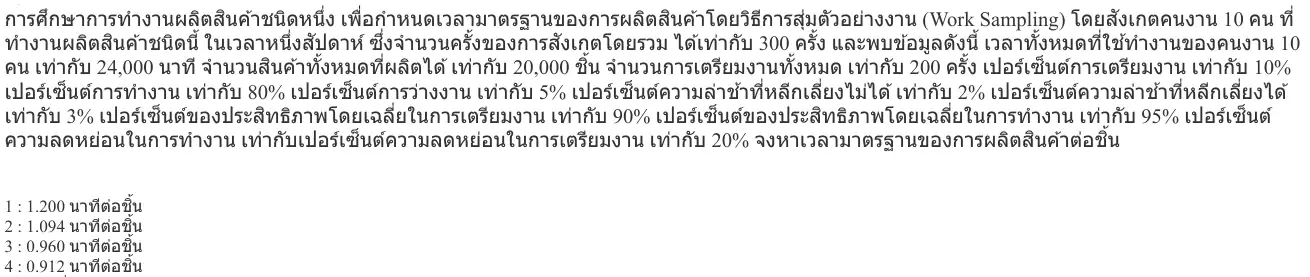 การศึกษาการทำงานผลิตสินค้าชนิดหนึ่ง เพื่อกำหนดเวลามาตรฐานของการผลิตสินค้าโดยวิธีการสุ่มตัวอย่างงาน (Work Sampling) โดยสังเกตคนงาน 10 คน ที่
ทำงานผลิตสินค้าชนิดนี้ ในเวลาหนึ่งสัปดาห์ ซึ่งจำนวนครั้งของการสังเกตโดยรวม ได้เท่ากับ 300 ครั้ง และพบข้อมูลดังนี้ เวลาทั้งหมดที่ใช้ทำงานของคนงาน 10
คน เท่ากับ 24,000 นาที จำนวนสินค้าทั้งหมดที่ผลิตได้ เท่ากับ 20,000 ชิ้น จำนวนการเตรียมงานทั้งหมด เท่ากับ 200 ครั้ง เปอร์เซ็นต์การเตรียมงาน เท่ากับ 10%
เปอร์เซ็นต์การทำงาน เท่ากับ 80% เปอร์เซ็นต์การว่างงาน เท่ากับ 5% เปอร์เซ็นต์ความล่าช้าที่หลีกเลี่ยงไม่ได้ เท่ากับ 2% เปอร์เซ็นต์ความล่าช้าที่หลีกเลี่ยงได้
เท่ากับ 3% เปอร์เซ็นต์ของประสิทธิภาพโดยเฉลี่ยในการเตรียมงาน เท่ากับ 90% เปอร์เซ็นต์ของประสิทธิภาพโดยเฉลี่ยในการทำงาน เท่ากับ 95% เปอร์เซ็นต์
ความลดหย่อนในการทำงาน เท่ากับเปอร์เซ็นต์ความลดหย่อนในการเตรียมงาน เท่ากับ 20% จงหาเวลามาตรฐานของการผลิตสินค้าต่อชิ้น
1 : 1.200 นาทีต่อชิ้น
2 : 1.094 นาทีต่อชิ้น
3 : 0.960 นาทีต่อชิ้น
4 : 0.912 นาทีต่อชิ้น